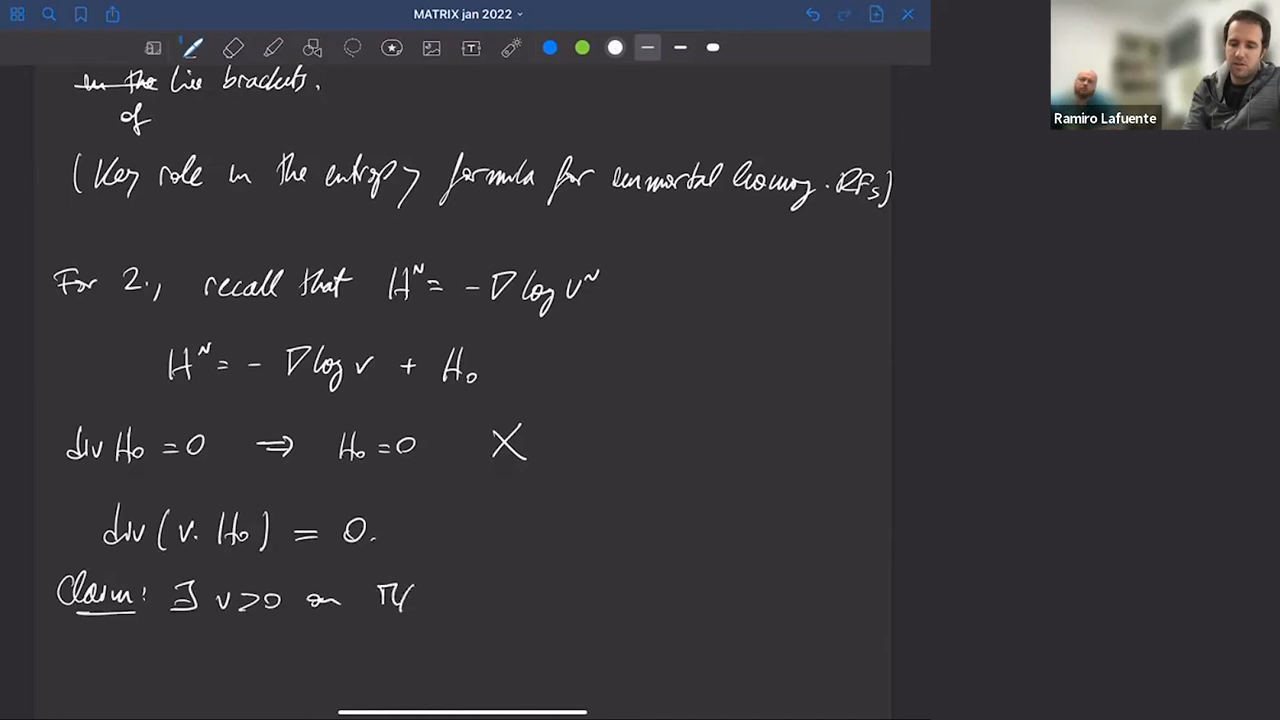 MATRIX jan 2022
in the Lie brackets.
of
(Key role in the entropy formula for immortal homog. RFs)
For 2., recall that H^N = - ∇ log v^N
H^N = - ∇ log v + H₀
div H₀ = 0 ⇒ H₀ = 0 X
div (v. H₀) = 0.
Claim: ∃ v>0 on
Ramiro Lafuente